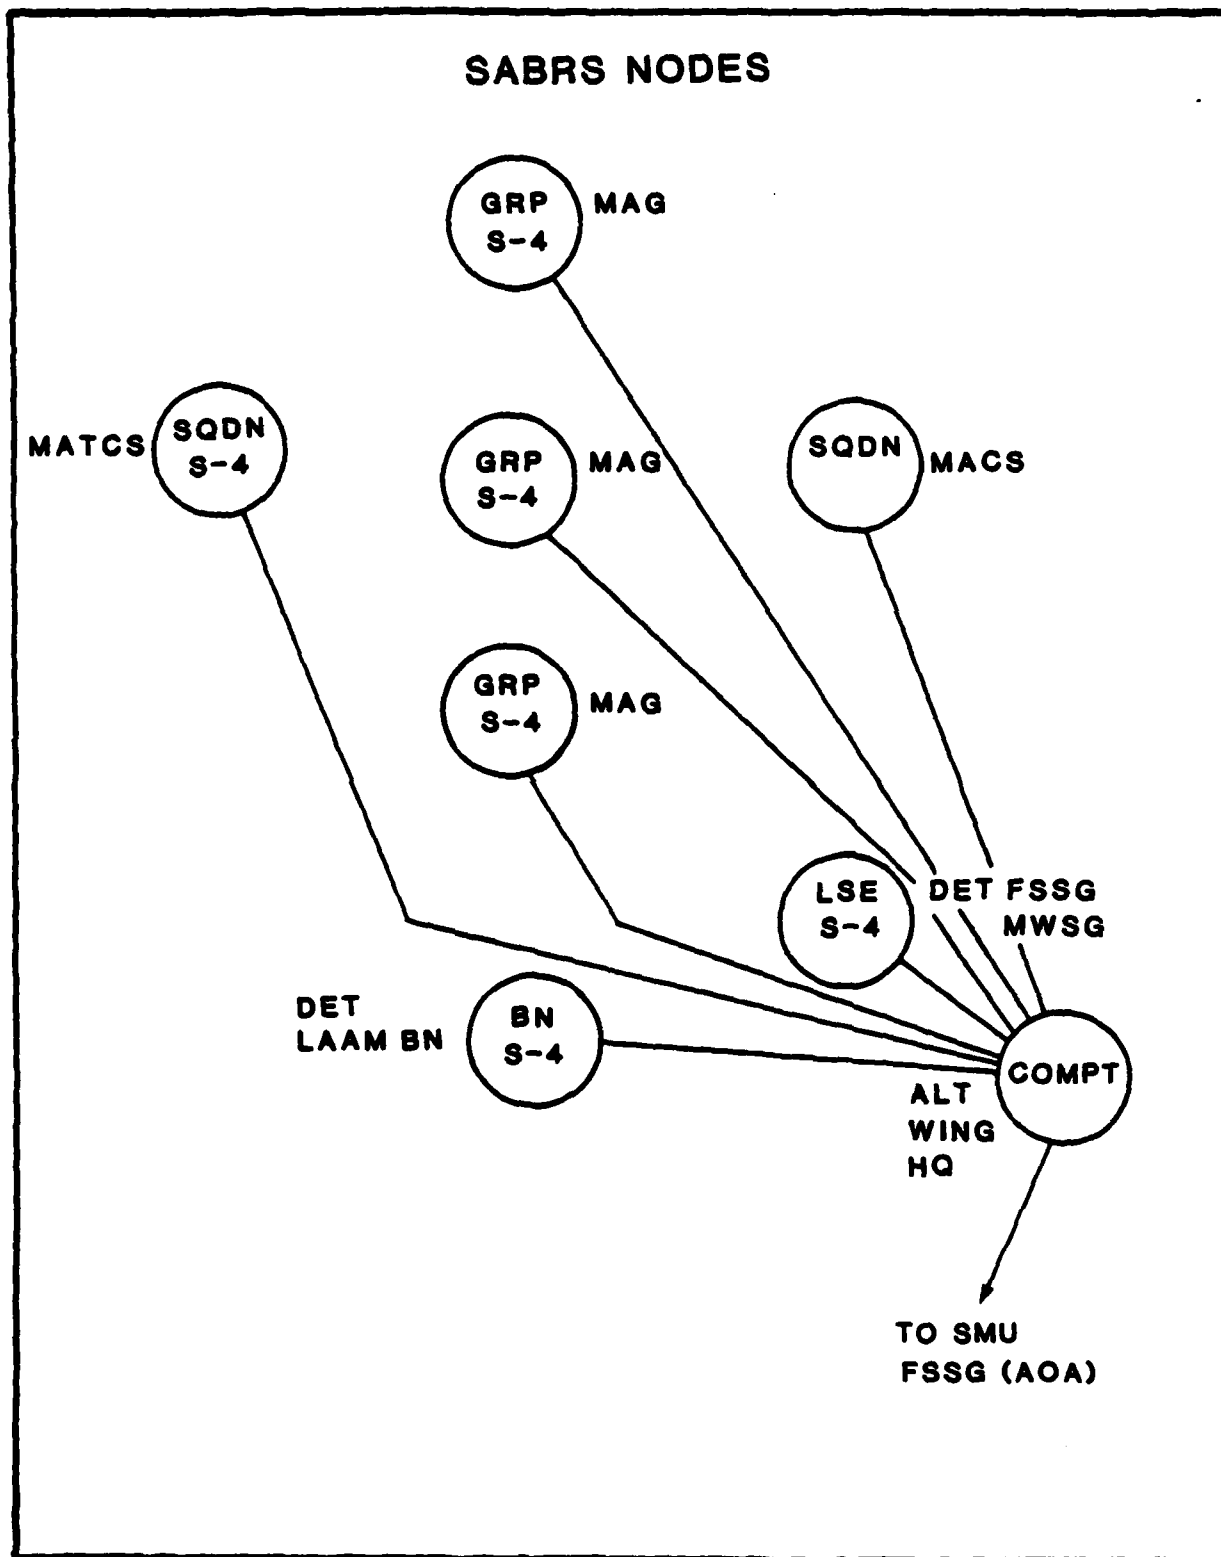 SABRS NODES
GRP
S-4
MAG
MATCS
SQDN
S-4
GRP
S-4
MAG
SQDN
MACS
GRP
S-4
MAG
LSE
S-4
DET FSSG
MWSG
DET
LAAM BN
BN
S-4
COMPT
ALT
WING
HQ
TO SMU
FSSG (AOA)